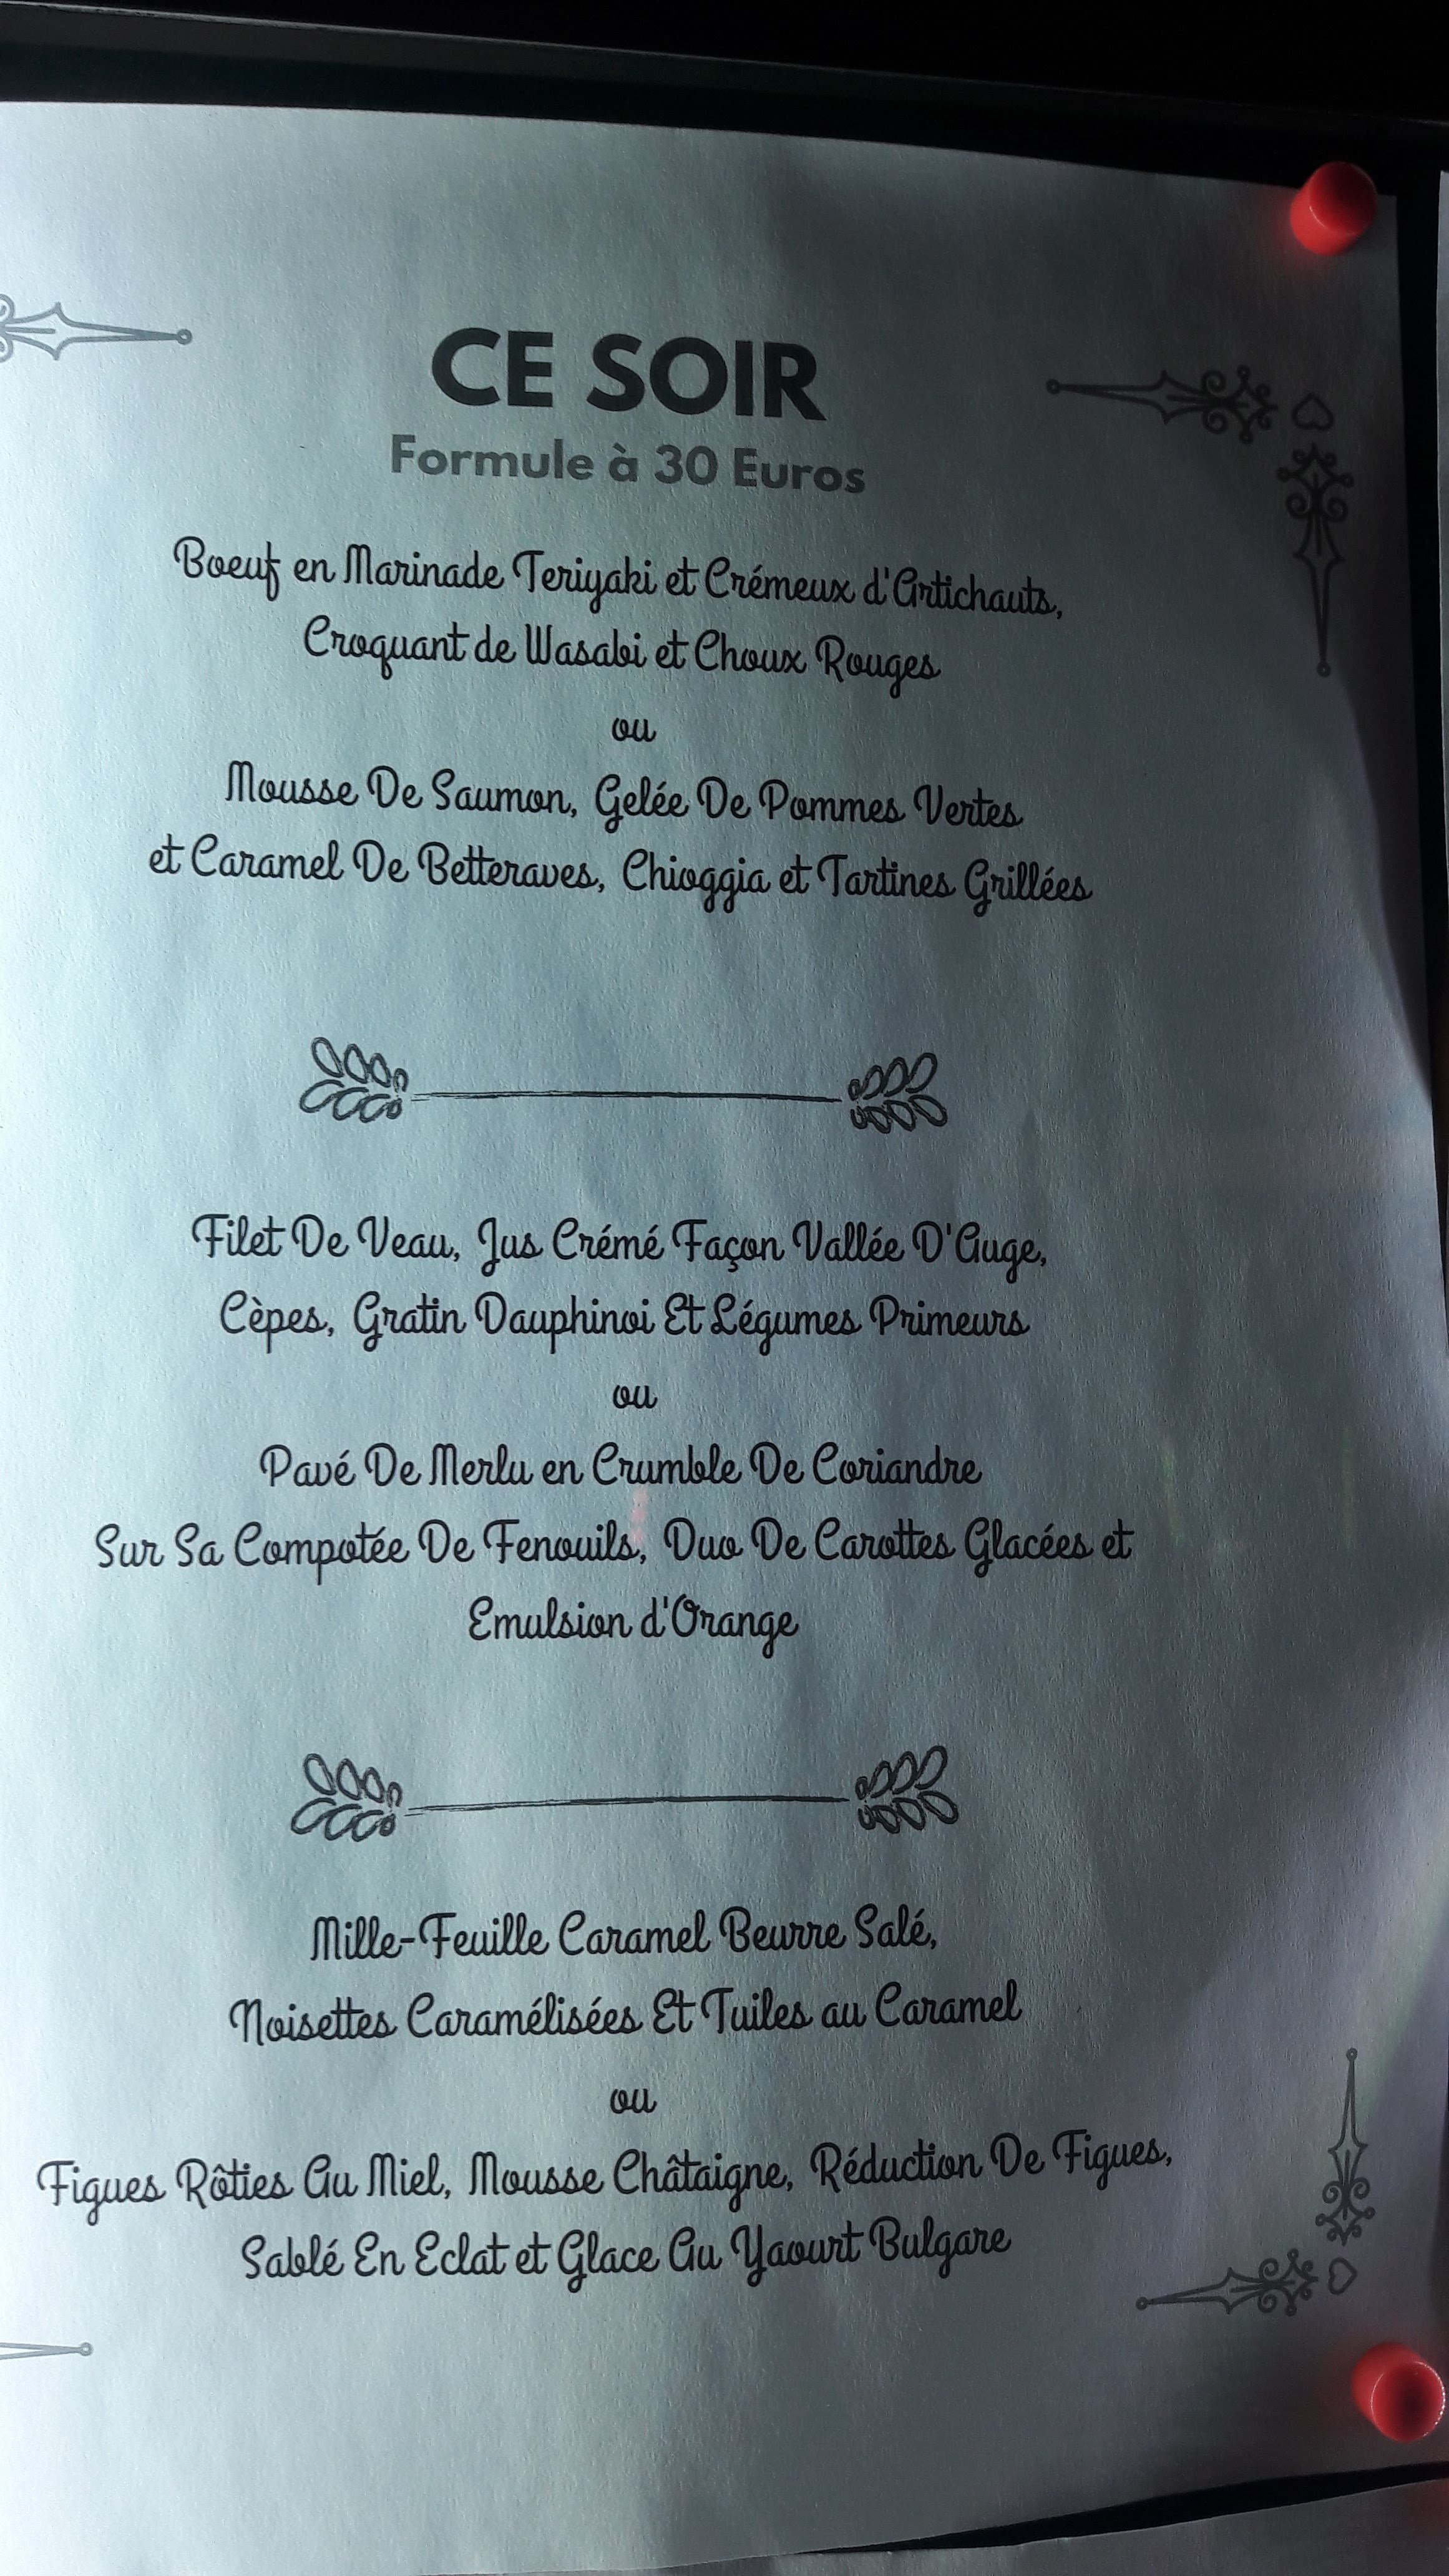 CE SOIR
Formule à 30 Euros
Boeuf en Marinade Teriyaki et Crémeux d'Artichauts,
Croquant de Wasabi et Choux Rouges
ou
Mousse De Saumon, Gelée De Pommes Vertes
et Caramel De Betteraves, Chioggia et Tartines Grillées
Filet De Veau, Jus Crémé Façon Vallée D'Auge,
Cèpes, Gratin Dauphinoi Et Légumes Primeurs
ou
Pavé De Merlu en Crumble De Coriandre
Sur Sa Compotée De Fenouils, Duo De Carottes Glacées et
Emulsion d'Orange
Mille-Feuille Caramel Beurre Salé,
Noisettes Caramélisées Et Tuiles au Caramel
ou
Figues Rôties Au Miel, Mousse Châtaigne, Réduction De Figues,
Sablé En Eclat et Glace Au Yaourt Bulgare